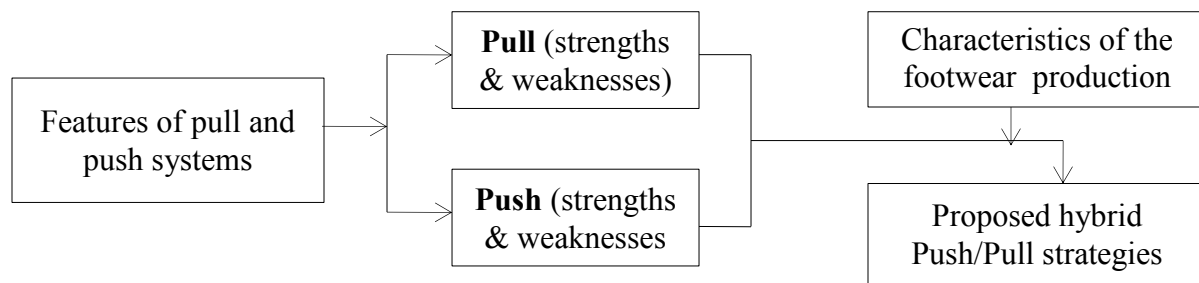 Features of pull and
push systems
Pull (strengths
& weaknesses)
Push (strengths
& weaknesses
Characteristics of the
footwear production
Proposed hybrid
Push/Pull strategies